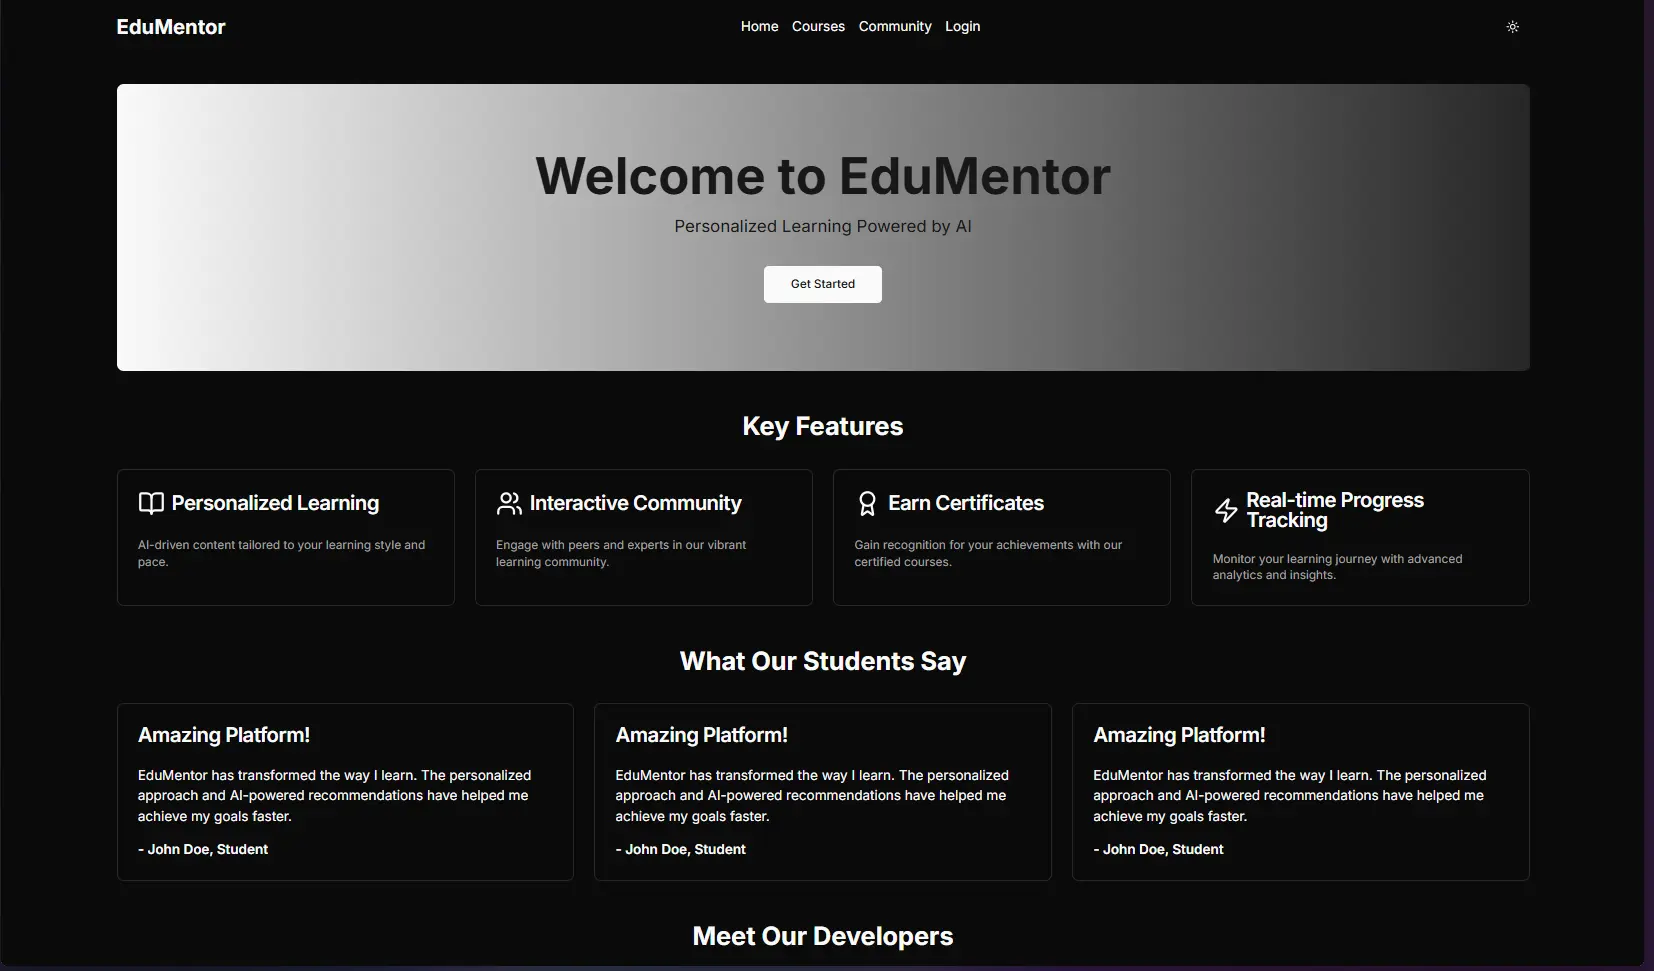 EduMentor
Home Courses Community Login
Welcome to EduMentor
Personalized Learning Powered by AI
Get Started
Key Features
Personalized Learning
AI-driven content tailored to your learning style and
pace.
Interactive Community
Engage with peers and experts in our vibrant
learning community.
Earn Certificates
Gain recognition for your achievements with our
certified courses.
Real-time Progress
Tracking
Monitor your learning journey with advanced
analytics and insights.
What Our Students Say
Amazing Platform!
EduMentor has transformed the way I learn. The personalized
approach and AI-powered recommendations have helped me
achieve my goals faster.
- John Doe, Student
Amazing Platform!
EduMentor has transformed the way I learn. The personalized
approach and AI-powered recommendations have helped me
achieve my goals faster.
- John Doe, Student
Amazing Platform!
EduMentor has transformed the way I learn. The personalized
approach and AI-powered recommendations have helped me
achieve my goals faster.
- John Doe, Student
Meet Our Developers